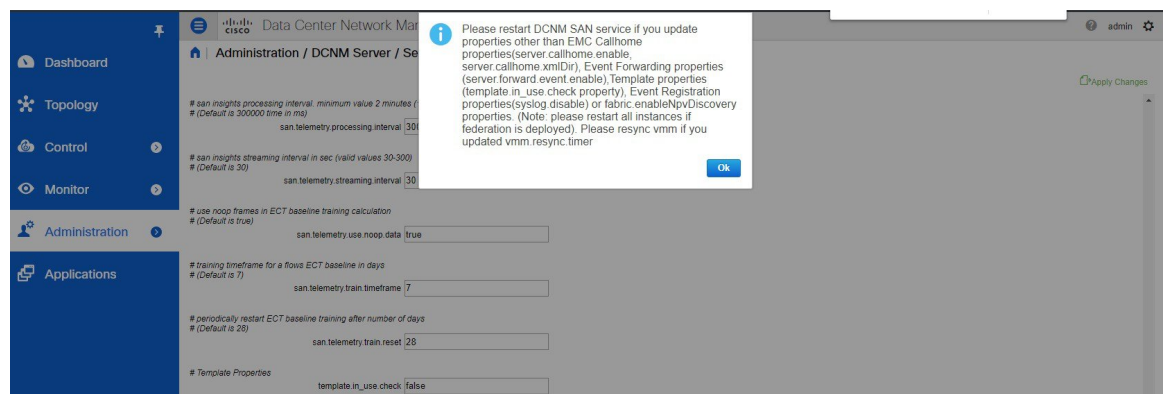 cisco Data Center Network Mar
admin
Administration / DCNM Server / Se
Apply Changes
Dashboard
Topology
Control
Monitor
Administration
Applications
Please restart DCNM SAN service if you update
properties other than EMC Callhome
properties(server.callhome.enable,
server.callhome.xmlDir), Event Forwarding properties
(server.forward.event.enable),Template properties
(template.in_use.check property), Event Registration
properties(syslog.disable) or fabric.enableNpvDiscovery
properties. (Note: please restart all instances if
federation is deployed). Please resync vmm if you
updated vmm.resync.timer
Ok
# san insights processing interval. minimum value 2 minutes (
# (Default is 300000 time in ms)
san.telemetry.processing.interval 300
# san insights streaming interval in sec (valid values 30-300)
# (Default is 30)
san.telemetry.streaming.interval 30
# use noop frames in ECT baseline training calculation
# (Default is true)
san.telemetry.use.noop.data true
# training timeframe for a flows ECT baseline in days
# (Default is 7)
san.telemetry.train.timeframe 7
# periodically restart ECT baseline training after number of days
# (Default is 28)
san.telemetry.train.reset 28
# Template Properties
template.in_use.check false